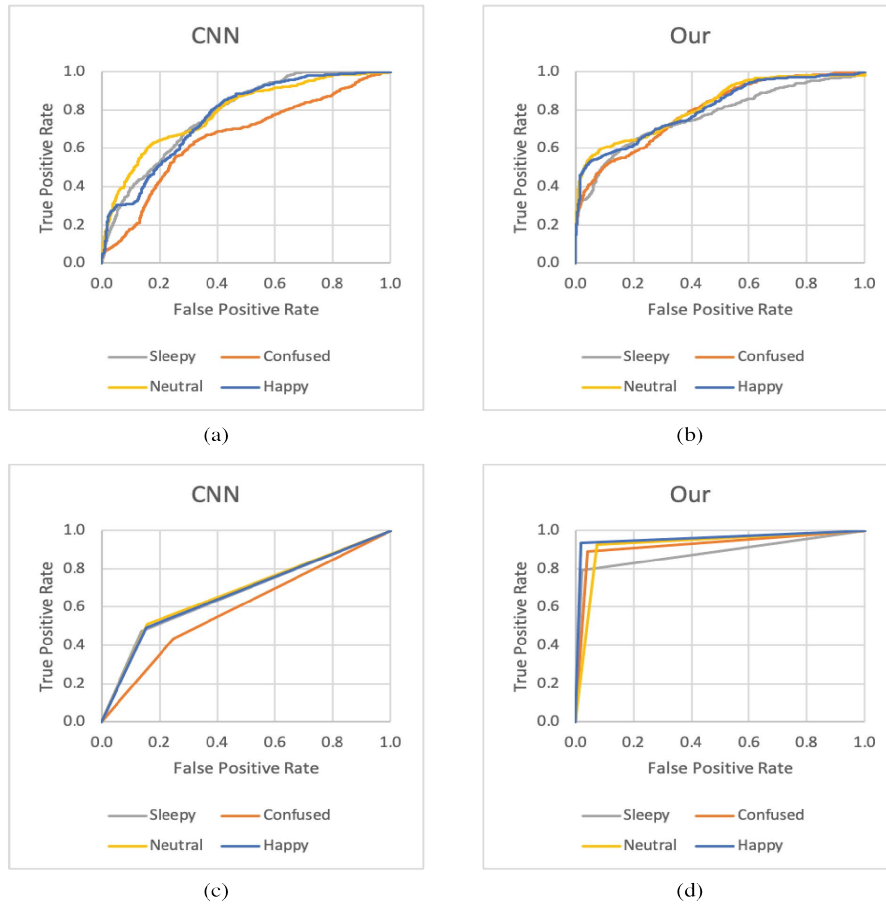 CNN
1.0
0.8
0.6
0.4
0.2
0.0
True Positive Rate
0.0 0.2 0.4 0.6 0.8 1.0
False Positive Rate
Sleepy Confused
Neutral Happy
(a)
Our
1.0
0.8
0.6
0.4
0.2
0.0
True Positive Rate
0.0 0.2 0.4 0.6 0.8 1.0
False Positive Rate
Sleepy Confused
Neutral Happy
(b)
CNN
1.0
0.8
0.6
0.4
0.2
0.0
True Positive Rate
0.0 0.2 0.4 0.6 0.8 1.0
False Positive Rate
Sleepy Confused
Neutral Happy
(c)
Our
1.0
0.8
0.6
0.4
0.2
0.0
True Positive Rate
0.0 0.2 0.4 0.6 0.8 1.0
False Positive Rate
Sleepy Confused
Neutral Happy
(d)